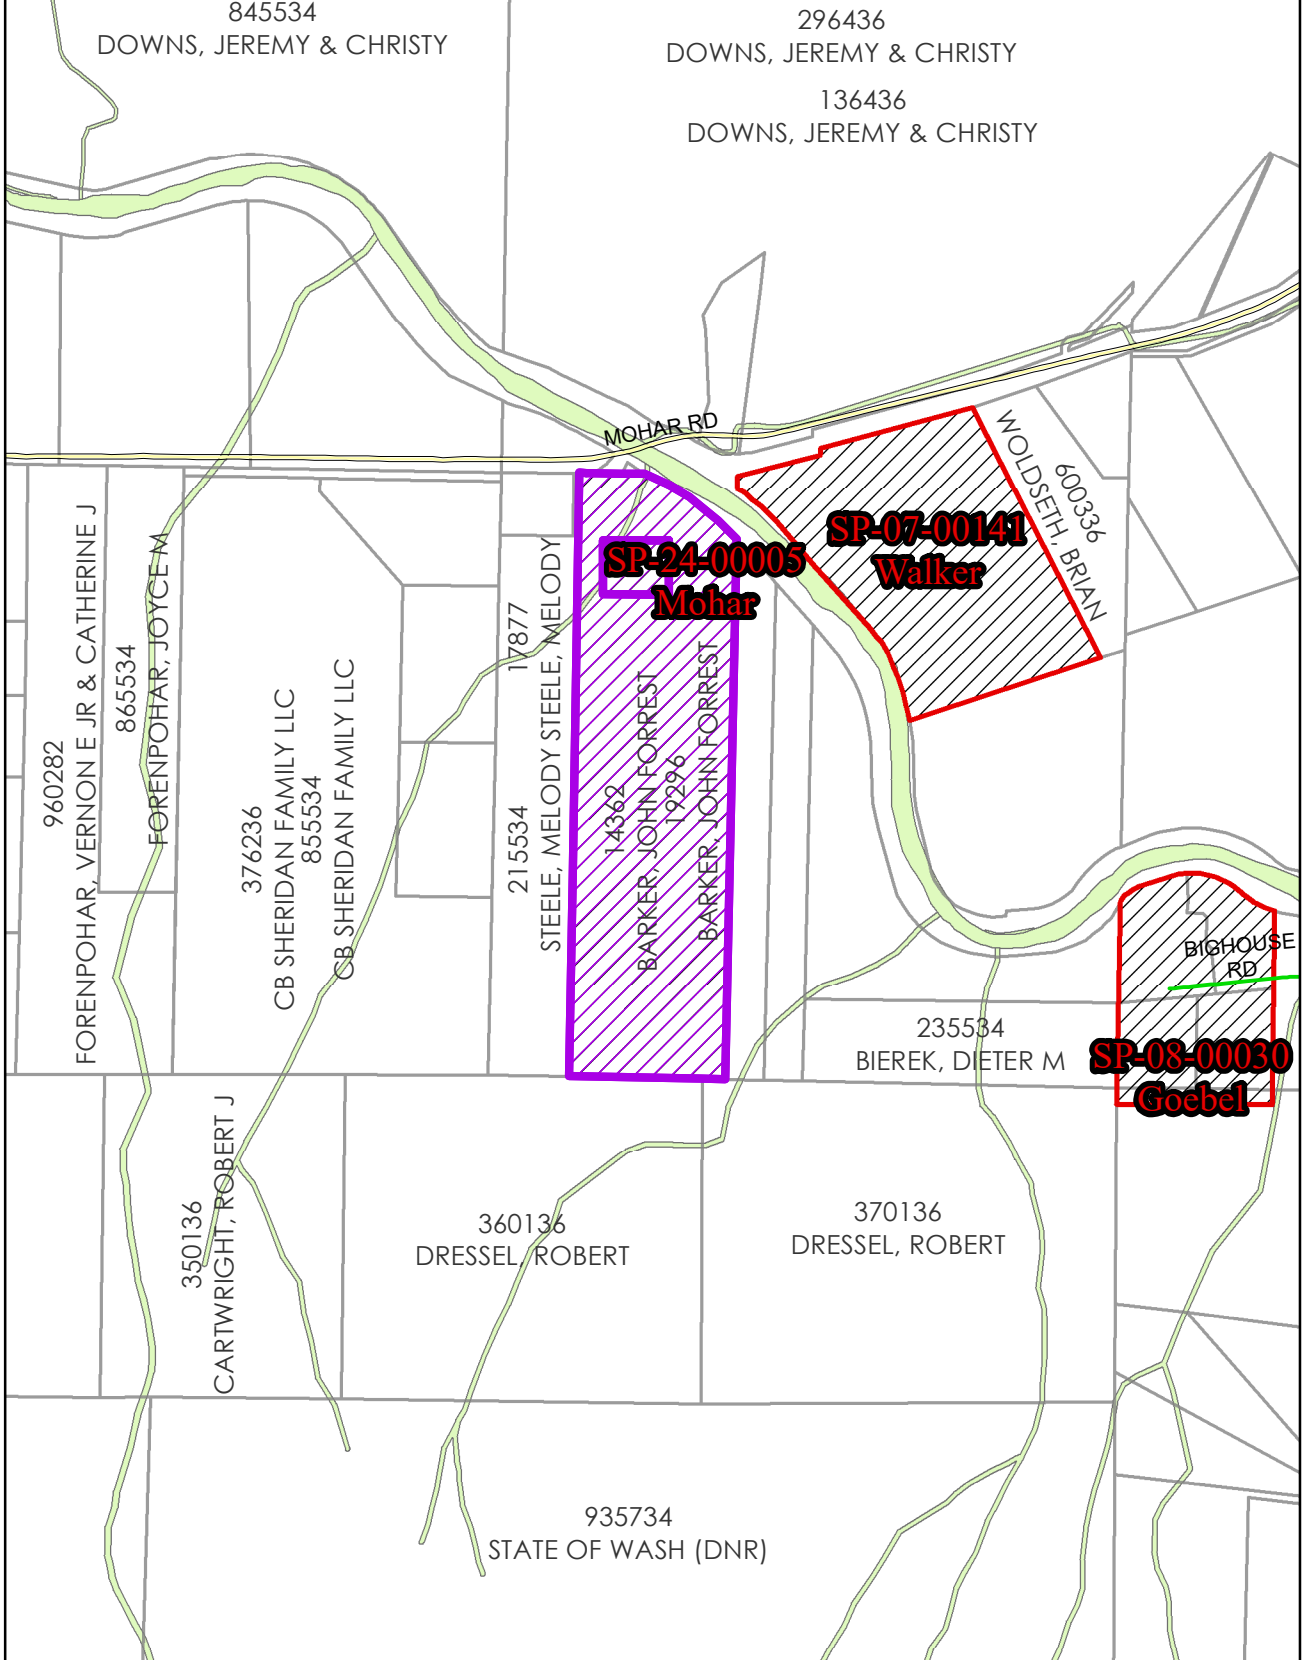 845534
DOWNS, JEREMY & CHRISTY
296436
DOWNS, JEREMY & CHRISTY
136436
DOWNS, JEREMY & CHRISTY
MOHAR RD
WOLDSETH, BRIAN
600336
SP-07-00141
Walker
SP-24-00005
Mohar
960282
FORENPOHAR, VERNON E JR & CATHERINE J
865534
FORENPOHAR, JOYCE M
376236
CB SHERIDAN FAMILY LLC
855534
CB SHERIDAN FAMILY LLC
215534
17877
STEELE, MELODY STEELE, MELODY
14362
BARKER, JOHN FORREST
19296
BARKER, JOHN FORREST
BIGHOUSE
RD
235534
BIEREK, DIETER M
SP-08-00030
Goebel
350136
CARTWRIGHT, ROBERT J
360136
DRESSEL, ROBERT
370136
DRESSEL, ROBERT
935734
STATE OF WASH (DNR)